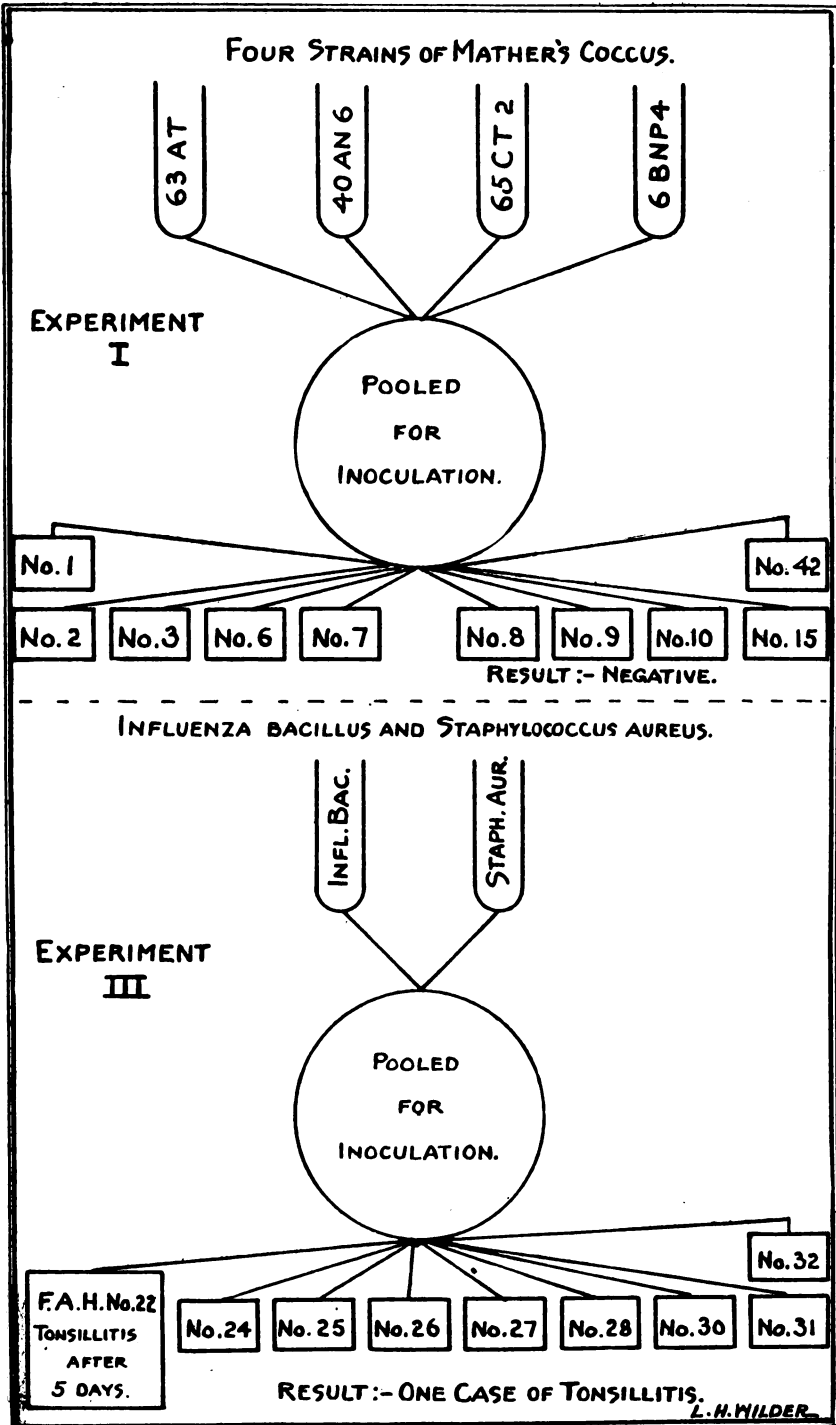 FOUR STRAINS OF MATHER'S COCCUS.
63 AT
40 AN 6
65 CT 2
6 BNP4
EXPERIMENT
I
POOLED
FOR
INOCULATION.
No. 1
No. 42
No. 2
No. 3
No. 6
No. 7
No. 8
No. 9
No. 10
No. 15
RESULT:- NEGATIVE.
INFLUENZA BACILLUS AND STAPHYLOCOCCUS AUREUS.
INFL. BAC.
STAPH. AUR.
EXPERIMENT
III
POOLED
FOR
INOCULATION.
No. 32
F.A.H. No. 22
TONSILLITIS
AFTER
5 DAYS.
No. 24
No. 25
No. 26
No. 27
No. 28
No. 30
No. 31
RESULT:- ONE CASE OF TONSILLITIS.
L.H. WILDER